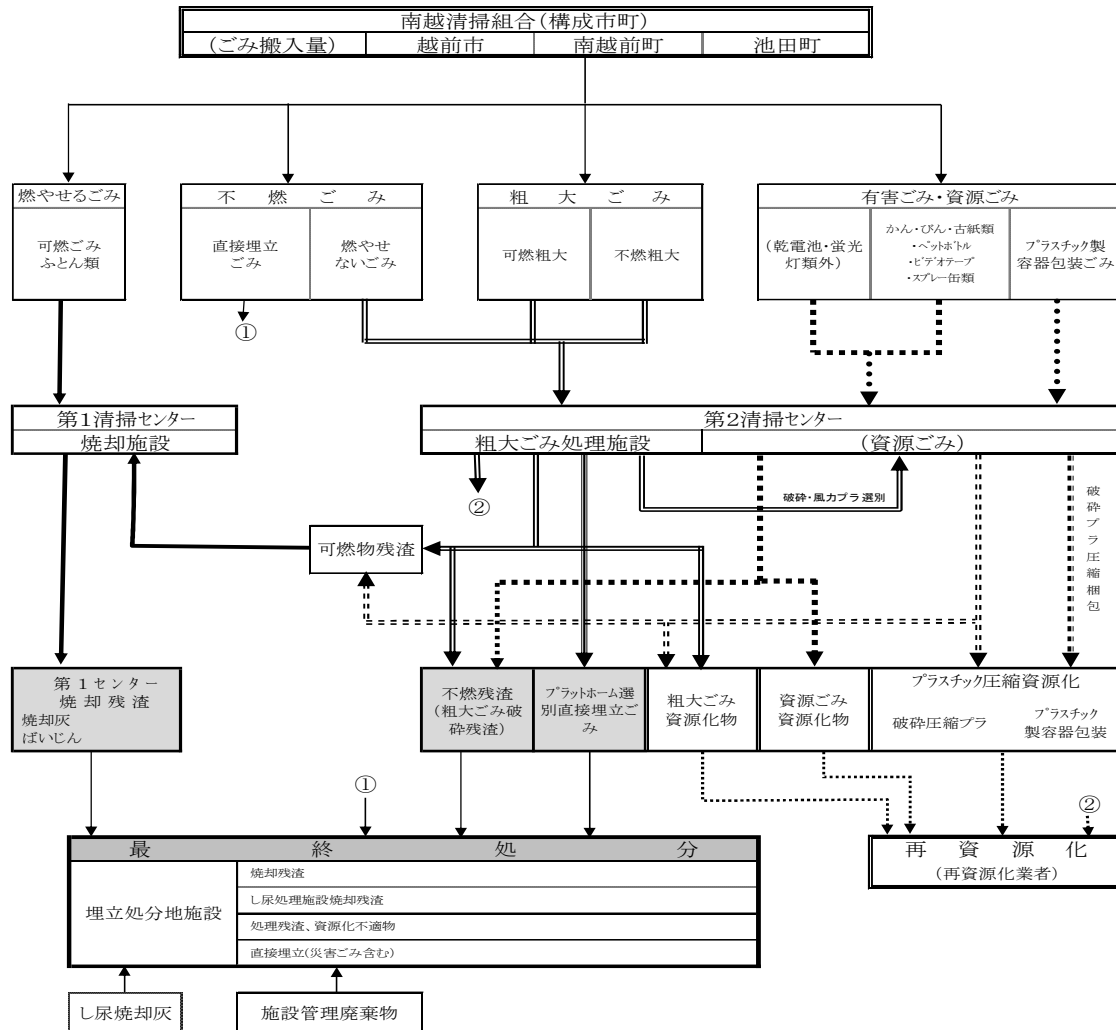 南越清掃組合(構成市町)
(ごみ搬入量) 越前市 南越前町 池田町
燃やせるごみ
可燃ごみ
ふとん類
不燃ごみ
直接埋立
ごみ
燃やせ
ないごみ
粗大ごみ
可燃粗大
不燃粗大
有害ごみ・資源ごみ
(乾電池・蛍光
灯類外)
かん・びん・古紙類
・ペットボトル
・ビデオテープ
・スプレー缶類
プラスチック製
容器包装ごみ
①
第1清掃センター
焼却施設
第2清掃センター
粗大ごみ処理施設
(資源ごみ)
②
破砕・風力プラ選別
破砕プラ圧縮梱包
可燃物残渣
第1センター
焼却残渣
焼却灰
ばいじん
不燃残渣
(粗大ごみ破
砕残渣)
プラットホーム選
別直接埋立ご
み
粗大ごみ
資源化物
資源ごみ
資源化物
プラスチック圧縮資源化
破砕圧縮プラ
プラスチック
製容器包装
①
②
最終処分
埋立処分地施設
焼却残渣
し尿処理施設焼却残渣
処理残渣、資源化不適物
直接埋立(災害ごみ含む)
再資源化
(再資源化業者)
し尿焼却灰
施設管理廃棄物